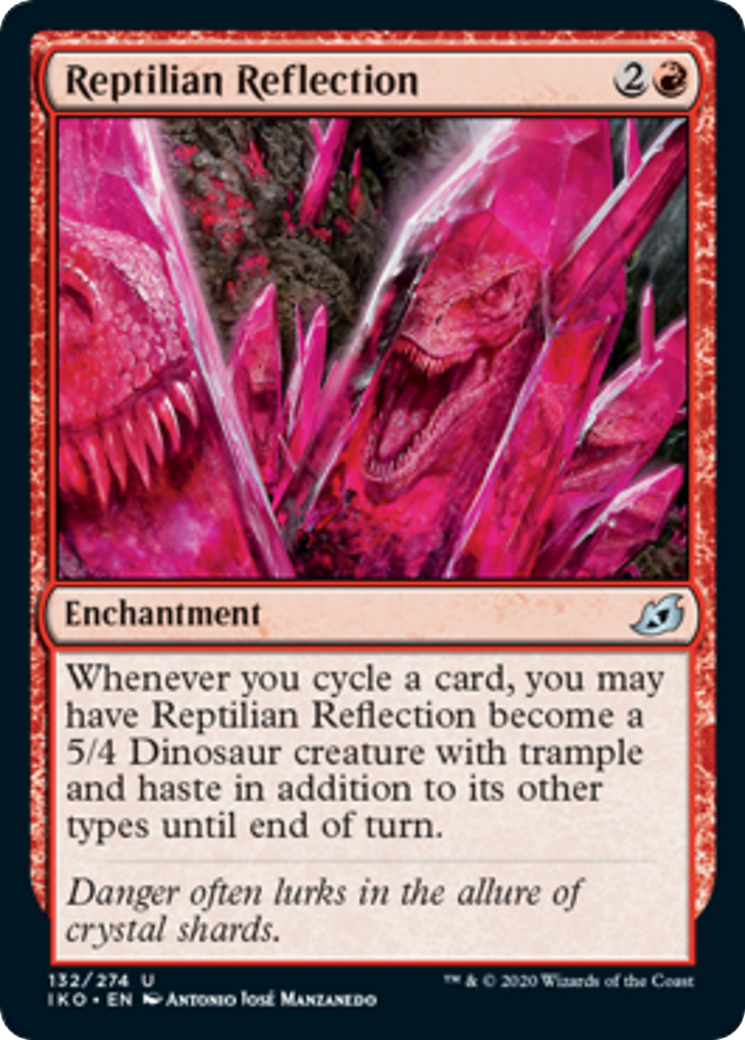 Reptilian Reflection 2
Enchantment
Whenever you cycle a card, you may
have Reptilian Reflection become a
5/4 Dinosaur creature with trample
and haste in addition to its other
types until end of turn.
Danger often lurks in the allure of
crystal shards.
132/274 U
™ & © 2020 Wizards of the Coast
IKO • EN Antonio José Manzanedo